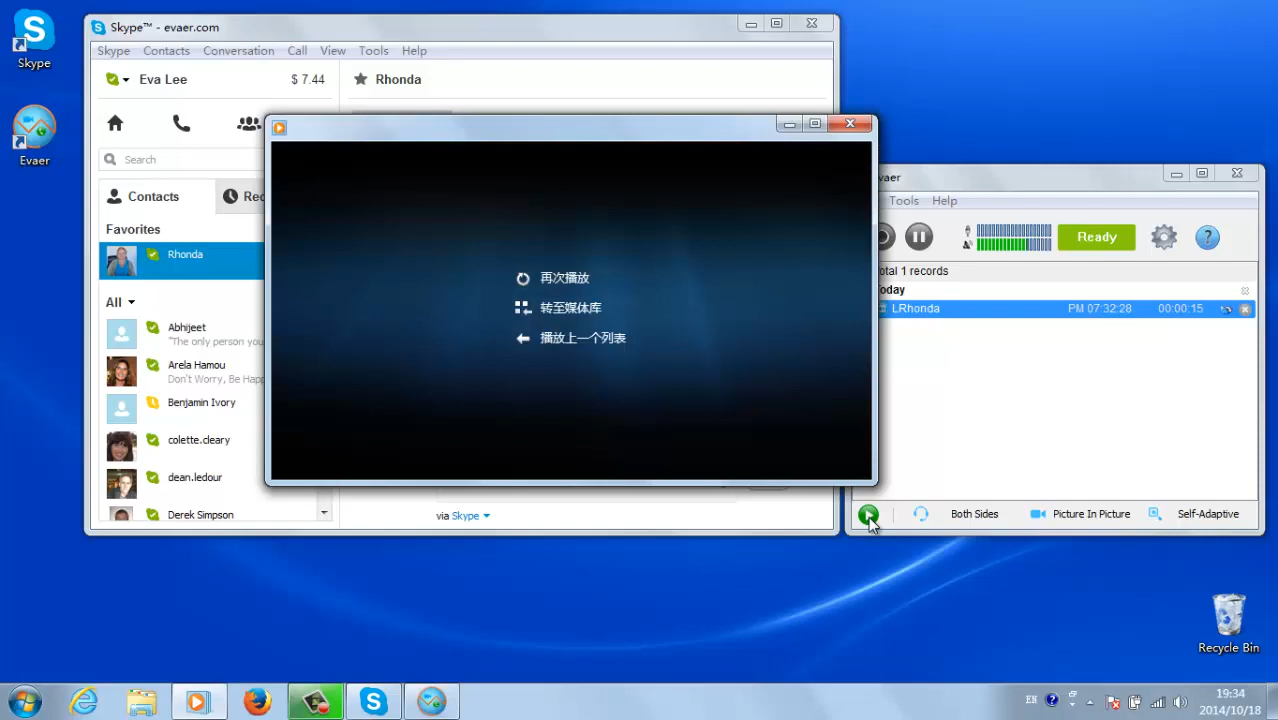 Skype
Evaer
Skype™ - evaer.com
Skype Contacts Conversation Call View Tools Help
Eva Lee $ 7.44
Rhonda
Search
Contacts
Rec
Favorites
Rhonda
All
Abhijeet
"The only person you
Arela Hamou
Don't Worry, Be Happ
Benjamin Ivory
colette.cleary
dean.ledour
Derek Simpson
via Skype
再次播放
转至媒体库
播放上一个列表
vaer
Tools Help
Ready
?
otal 1 records
oday
LRhonda PM 07:32:28 00:00:15
Both Sides Picture In Picture Self-Adaptive
Recycle Bin
EN
19:34
2014/10/18